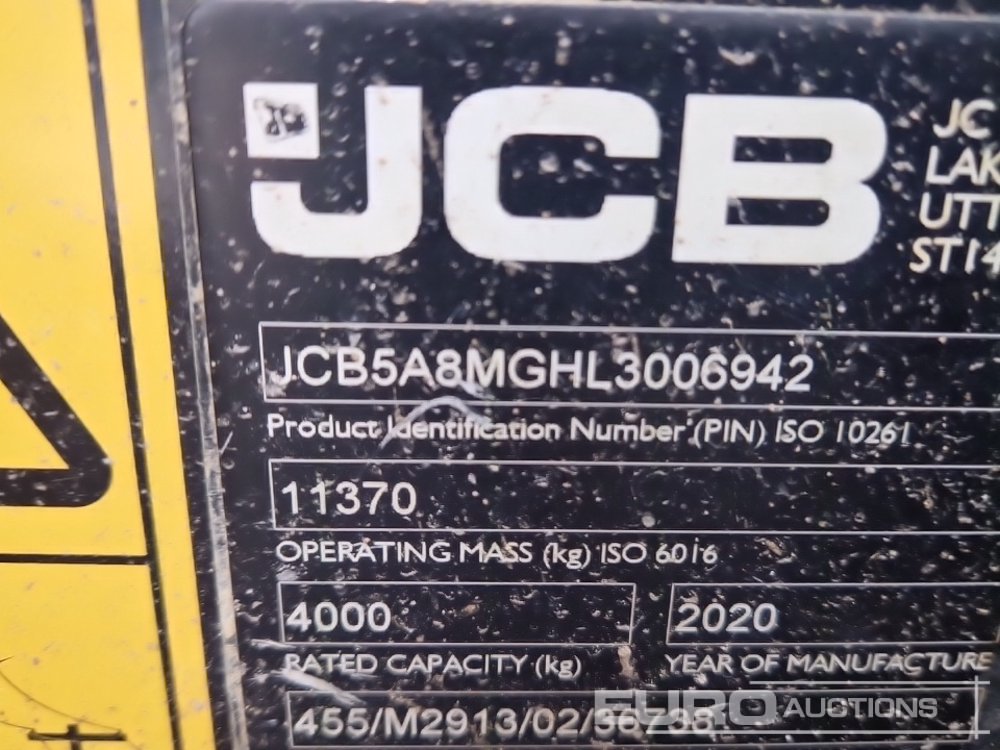 JCB
JC
LAK
UTT
ST14
JCB5A8MGHL3006942
Product Identification Number (PIN) ISO 10261
11370
OPERATING MASS (kg) ISO 6016
4000
2020
RATED CAPACITY (kg)
YEAR OF MANUFACTURE
EURO AUCTIONS